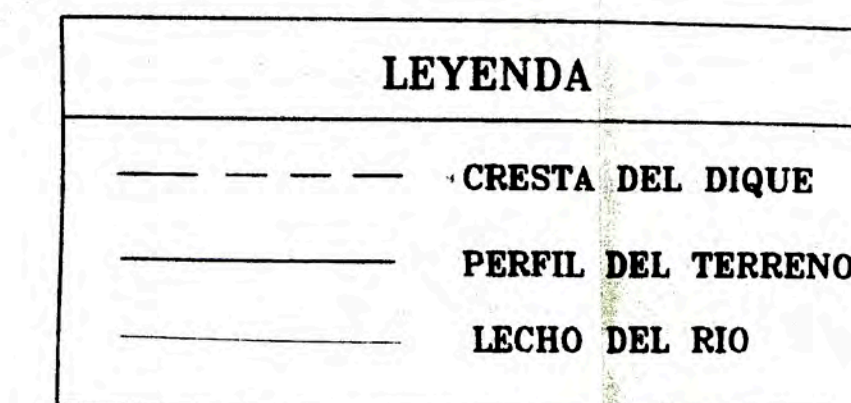 LEYENDA
CRESTA DEL DIQUE
PERFIL DEL TERRENO
LECHO DEL RIO